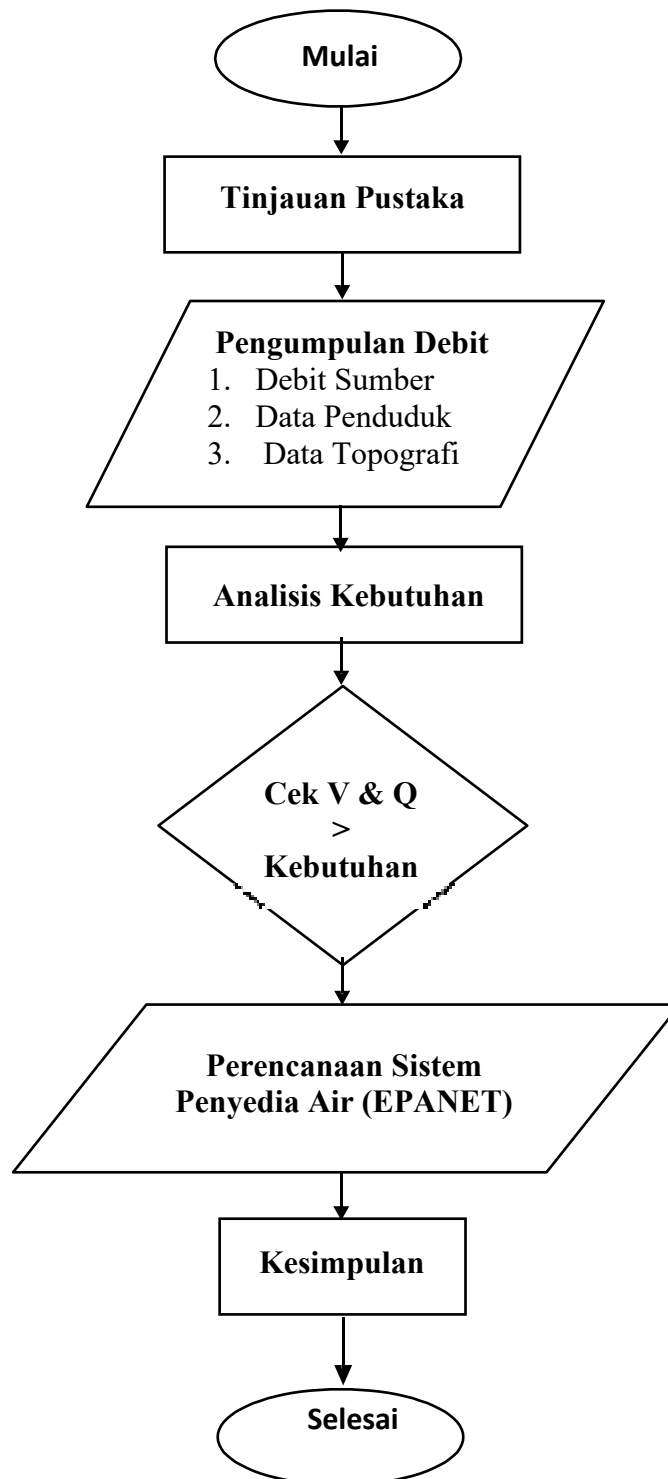 Mulai
Tinjauan Pustaka
Pengumpulan Debit
1. Debit Sumber
2. Data Penduduk
3. Data Topografi
Analisis Kebutuhan
Cek V & Q
>
Kebutuhan
Perencanaan Sistem
Penyedia Air (EPANET)
Kesimpulan
Selesai